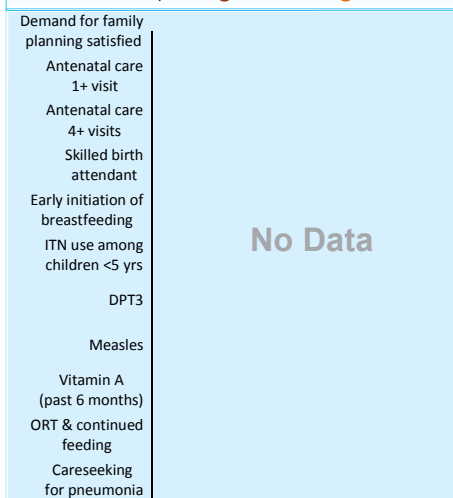 Demand for family
planning satisfied
Antenatal care
1+ visit
Antenatal care
4+ visits
Skilled birth
attendant
Early initiation of
breastfeeding
ITN use among
children <5 yrs
DPT3
Measles
Vitamin A
(past 6 months)
ORT & continued
feeding
Careseeking
for pneumonia
No Data